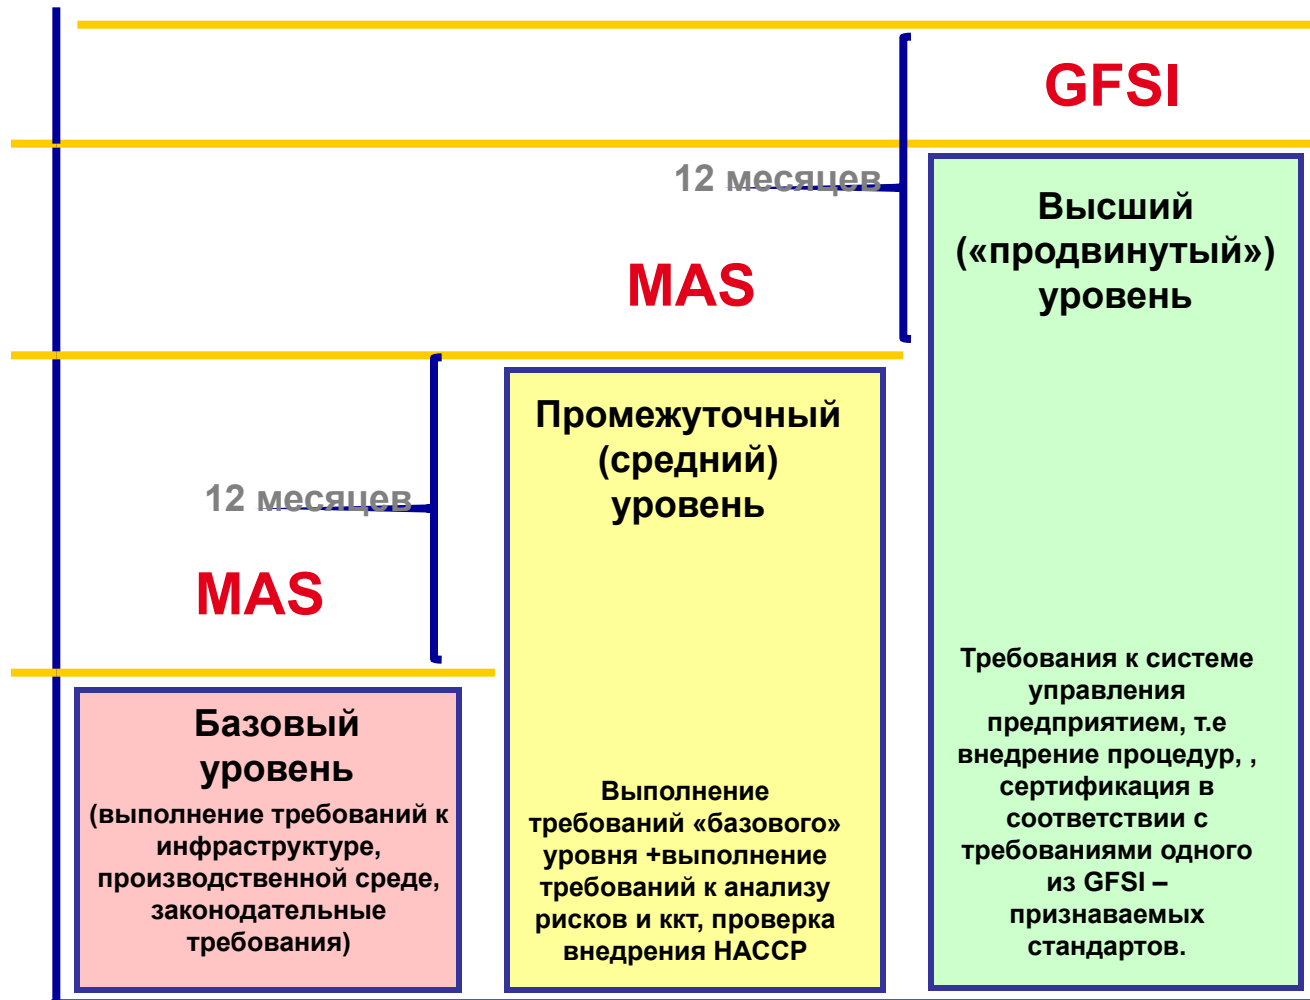 GFSI
12 месяцев
MAS
Высший
(«продвинутый»)
уровень
Промежуточный
(средний)
уровень
12 месяцев
MAS
Базовый
уровень
(выполнение требований к
инфраструктуре,
производственной среде,
законодательные
требования)
Выполнение
требований «базового»
уровня +выполнение
требований к анализу
рисков и ккт, проверка
внедрения НАССР
Требования к системе
управления
предприятием, т.е
внедрение процедур, ,
сертификация в
соответствии с
требованиями одного
из GFSI –
признаваемых
стандартов.